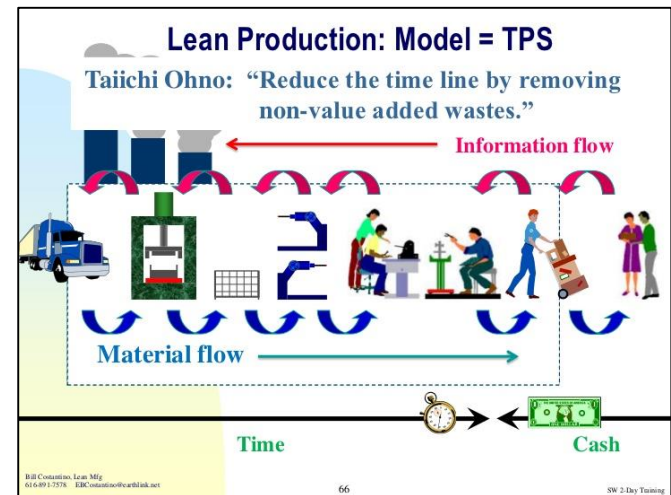 Lean Production: Model = TPS
Taiichi Ohno: “Reduce the time line by removing
non-value added wastes.”
Information flow
Material flow
Time
Cash
Bill Costantino, Lean Mfg
616-891-7578 EBCostantino@earthlink.net
66
SW 2-Day Training